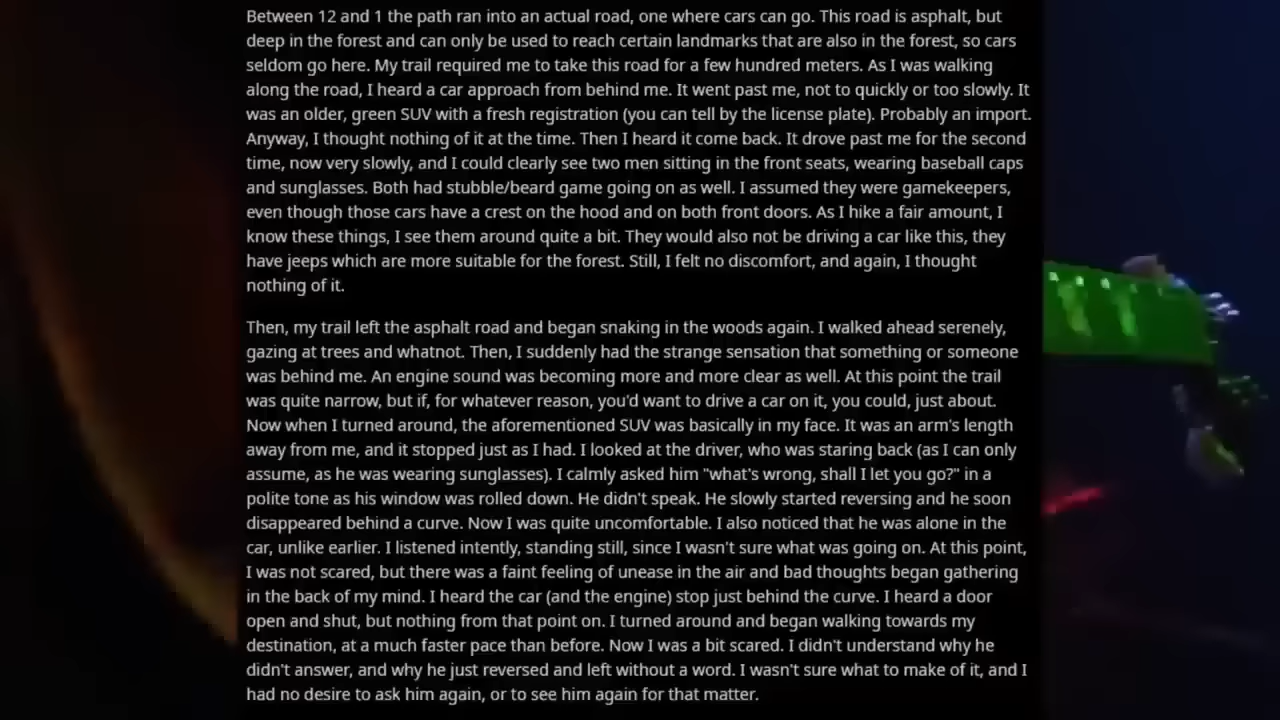 Between 12 and 1 the path ran into an actual road, one where cars can go. This road is asphalt, but
deep in the forest and can only be used to reach certain landmarks that are also in the forest, so cars
seldom go here. My trail required me to take this road for a few hundred meters. As I was walking
along the road, I heard a car approach from behind me. It went past me, not to quickly or too slowly. It
was an older, green SUV with a fresh registration (you can tell by the license plate). Probably an import.
Anyway, I thought nothing of it at the time. Then I heard it come back. It drove past me for the second
time, now very slowly, and I could clearly see two men sitting in the front seats, wearing baseball caps
and sunglasses. Both had stubble/beard game going on as well. I assumed they were gamekeepers,
even though those cars have a crest on the hood and on both front doors. As I hike a fair amount, I
know these things, I see them around quite a bit. They would also not be driving a car like this, they
have jeeps which are more suitable for the forest. Still, I felt no discomfort, and again, I thought
nothing of it.
Then, my trail left the asphalt road and began snaking in the woods again. I walked ahead serenely,
gazing at trees and whatnot. Then, I suddenly had the strange sensation that something or someone
was behind me. An engine sound was becoming more and more clear as well. At this point the trail
was quite narrow, but if, for whatever reason, you'd want to drive a car on it, you could, just about.
Now when I turned around, the aforementioned SUV was basically in my face. It was an arm's length
away from me, and it stopped just as I had. I looked at the driver, who was staring back (as I can only
assume, as he was wearing sunglasses). I calmly asked him "what's wrong, shall I let you go?" in a
polite tone as his window was rolled down. He didn't speak. He slowly started reversing and he soon
disappeared behind a curve. Now I was quite uncomfortable. I also noticed that he was alone in the
car, unlike earlier. I listened intently, standing still, since I wasn't sure what was going on. At this point,
I was not scared, but there was a faint feeling of unease in the air and bad thoughts began gathering
in the back of my mind. I heard the car (and the engine) stop just behind the curve. I heard a door
open and shut, but nothing from that point on. I turned around and began walking towards my
destination, at a much faster pace than before. Now I was a bit scared. I didn't understand why he
didn't answer, and why he just reversed and left without a word. I wasn't sure what to make of it, and I
had no desire to ask him again, or to see him again for that matter.